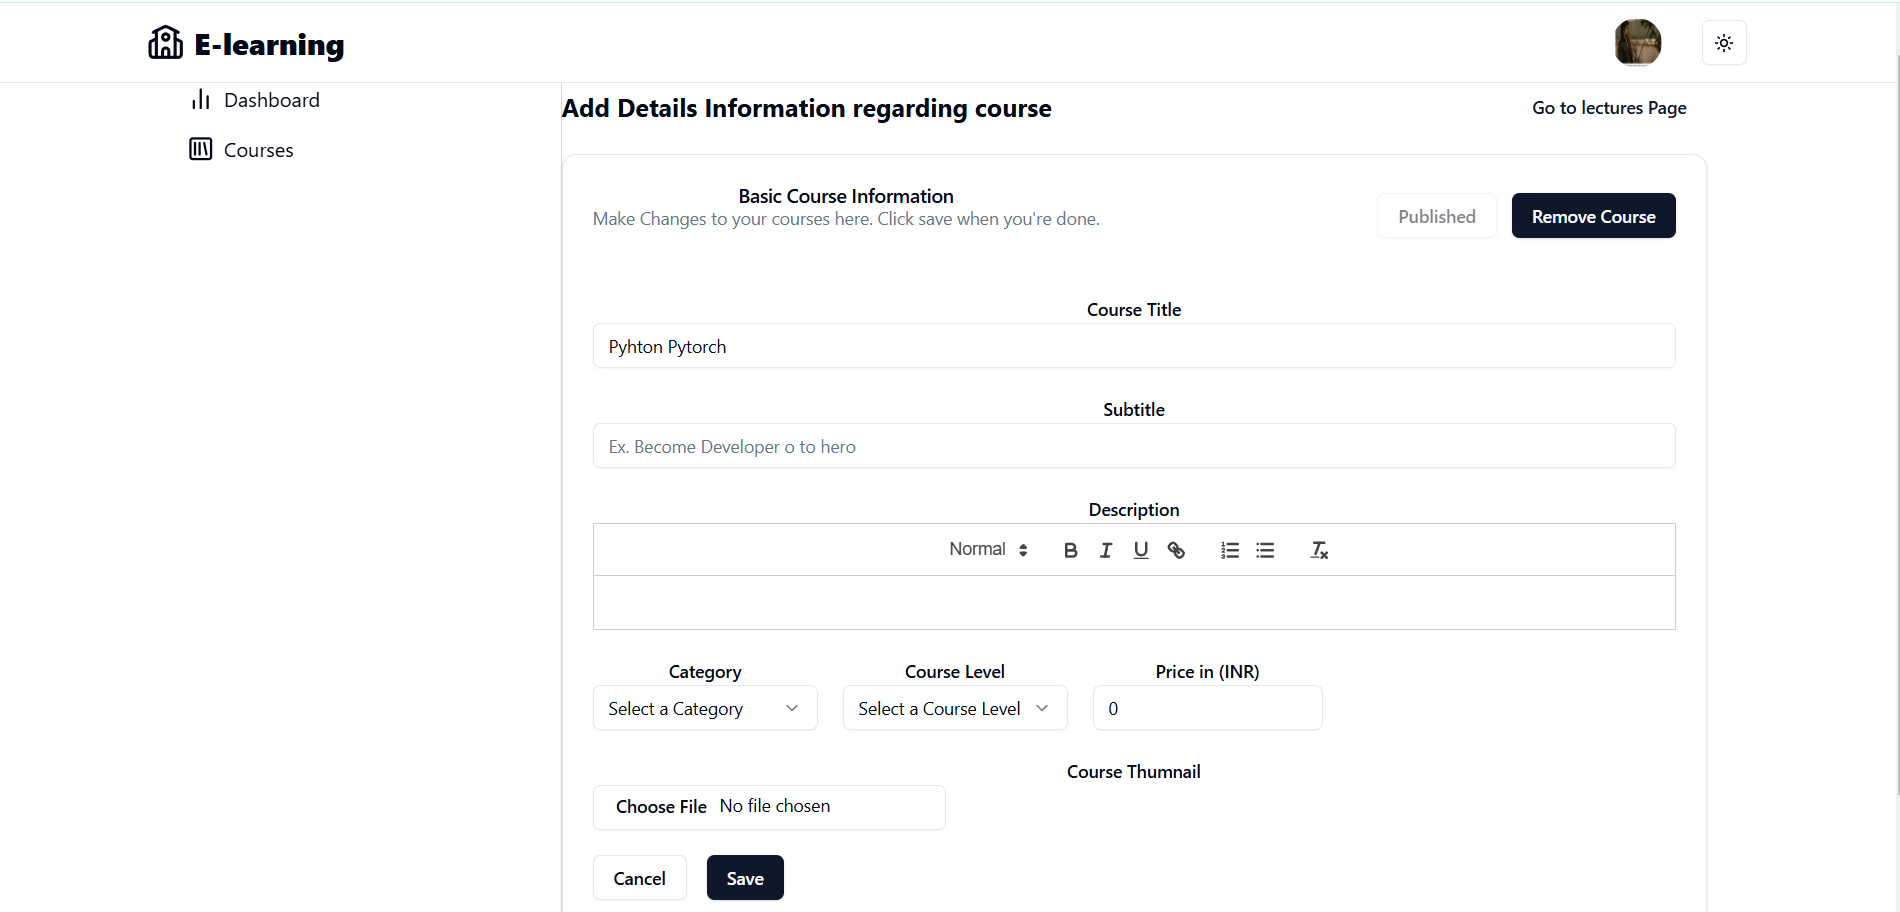 E-learning
Dashboard
Courses
Add Details Information regarding course
Go to lectures Page
Basic Course Information
Make Changes to your courses here. Click save when you're done.
Published
Remove Course
Course Title
Pyhton Pytorch
Subtitle
Ex. Become Developer o to hero
Description
Normal
Category
Course Level
Price in (INR)
Select a Category
Select a Course Level
0
Course Thumnail
Choose File No file chosen
Cancel
Save